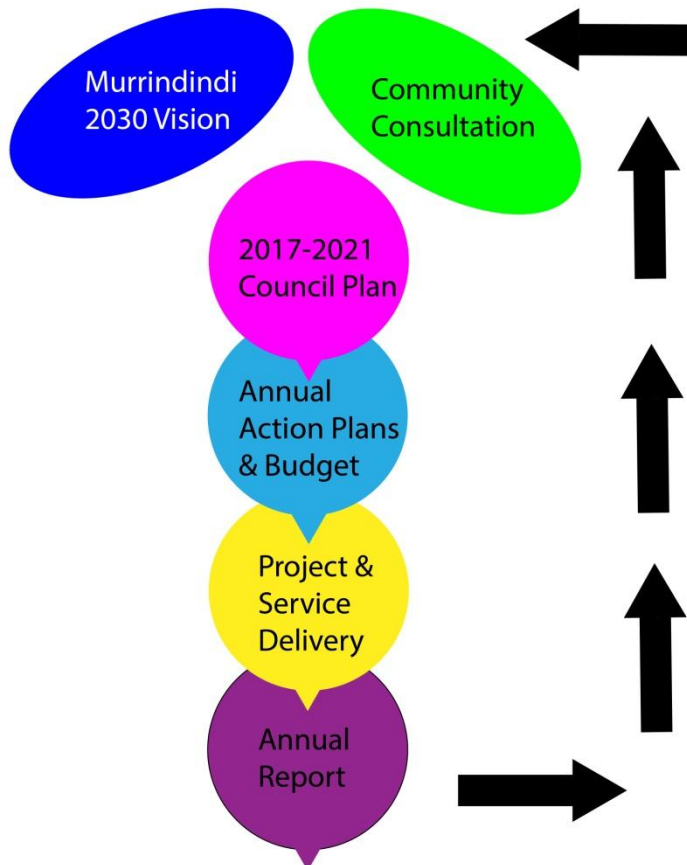 Murrindindi
2030 Vision
Community
Consultation
2017-2021
Council Plan
Annual
Action Plans
& Budget
Project &
Service
Delivery
Annual
Report